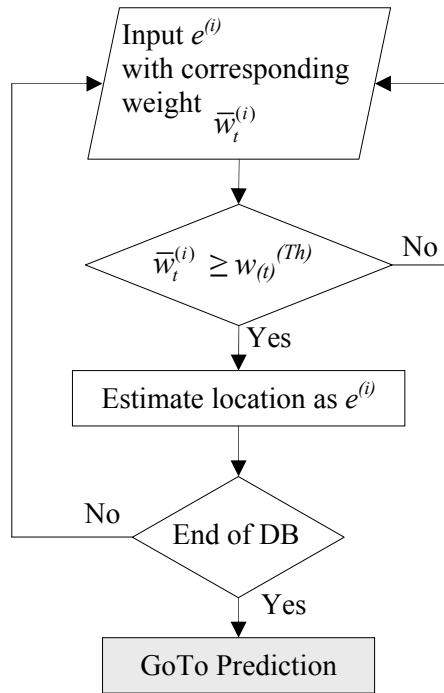 Input e⁽ⁱ⁾
with corresponding
weight w̅ₜ⁽ⁱ⁾
w̅ₜ⁽ⁱ⁾ ≥ w₍ₜ₎⁽ᵀʰ⁾
No
Yes
Estimate location as e⁽ⁱ⁾
No
End of DB
Yes
GoTo Prediction